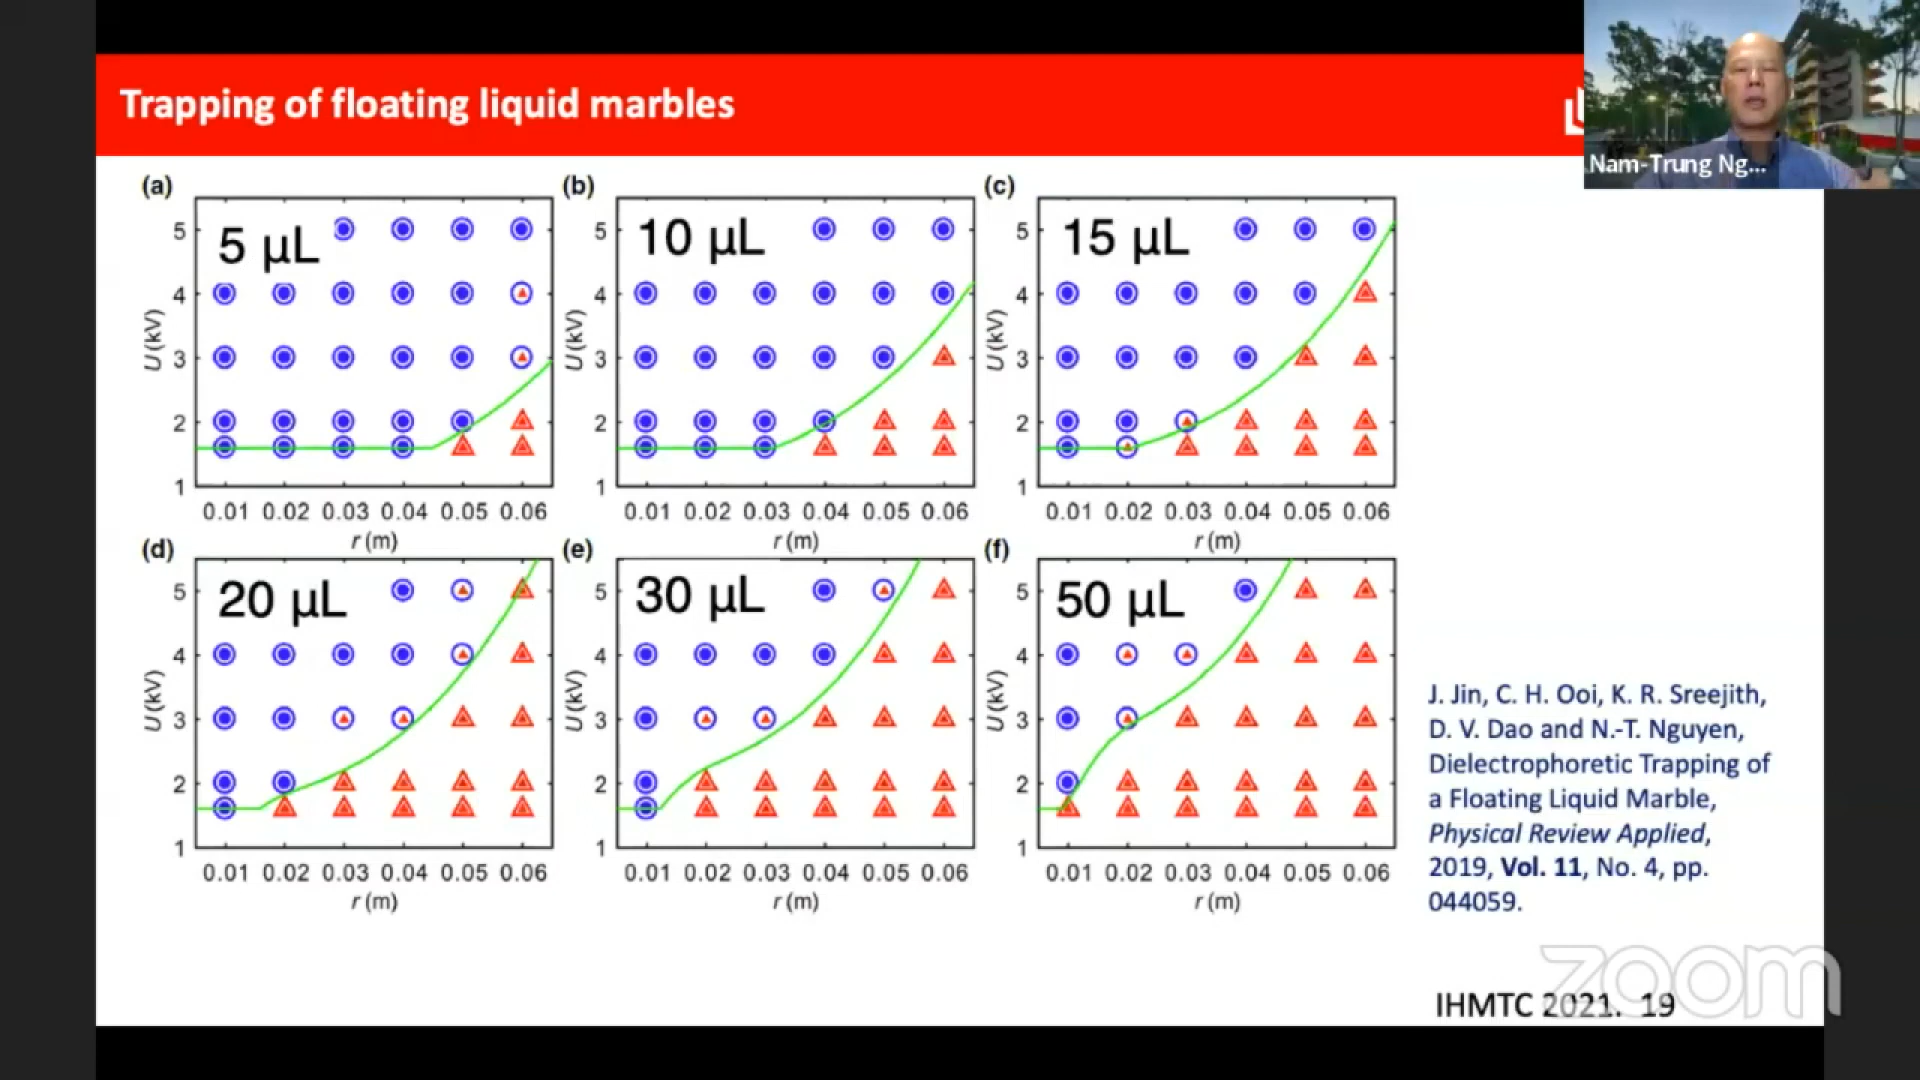 Trapping of floating liquid marbles
Nam-Trung Ng...
(a)
5 µL
5
4
3
2
1
U (kV)
0.01 0.02 0.03 0.04 0.05 0.06
r (m)
(b)
10 µL
5
4
3
2
1
U (kV)
0.01 0.02 0.03 0.04 0.05 0.06
r (m)
(c)
15 µL
5
4
3
2
1
U (kV)
0.01 0.02 0.03 0.04 0.05 0.06
r (m)
(d)
20 µL
5
4
3
2
1
U (kV)
0.01 0.02 0.03 0.04 0.05 0.06
r (m)
(e)
30 µL
5
4
3
2
1
U (kV)
0.01 0.02 0.03 0.04 0.05 0.06
r (m)
(f)
50 µL
5
4
3
2
1
U (kV)
0.01 0.02 0.03 0.04 0.05 0.06
r (m)
J. Jin, C. H. Ooi, K. R. Sreejith,
D. V. Dao and N.-T. Nguyen,
Dielectrophoretic Trapping of
a Floating Liquid Marble,
Physical Review Applied,
2019, Vol. 11, No. 4, pp.
044059.
zoom
IHMTC 2021. 19